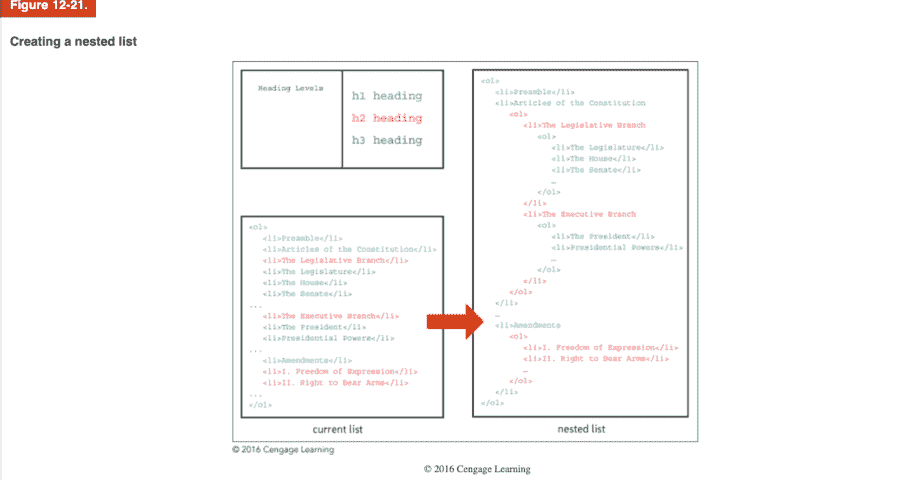 Figure 12-21.
Creating a nested list
Heading Levels
h1 heading
h2 heading
h3 heading
<ol>
<li>Preamble</li>
<li>Articles of the Constitution</li>
<li>The Legislative Branch</li>
<li>The Legislature</li>
<li>The House</li>
<li>The Senate</li>
...
<li>The Executive Branch</li>
<li>The President</li>
<li>Presidential Powers</li>
...
<li>Amendments</li>
<li>I. Freedom of Expression</li>
<li>II. Right to Bear Arms</li>
...
</ol>
current list
<ol>
<li>Preamble</li>
<li>Articles of the Constitution
<ol>
<li>The Legislative Branch
<ol>
<li>The Legislature</li>
<li>The House</li>
<li>The Senate</li>
…
</ol>
</li>
<li>The Executive Branch
<ol>
<li>The President</li>
<li>Presidential Powers</li>
…
</ol>
</li>
</ol>
</li>
…
<li>Amendments
<ol>
<li>I. Freedom of Expression</li>
<li>II. Right to Bear Arms</li>
…
</ol>
</li>
</ol>
nested list
© 2016 Cengage Learning
© 2016 Cengage Learning